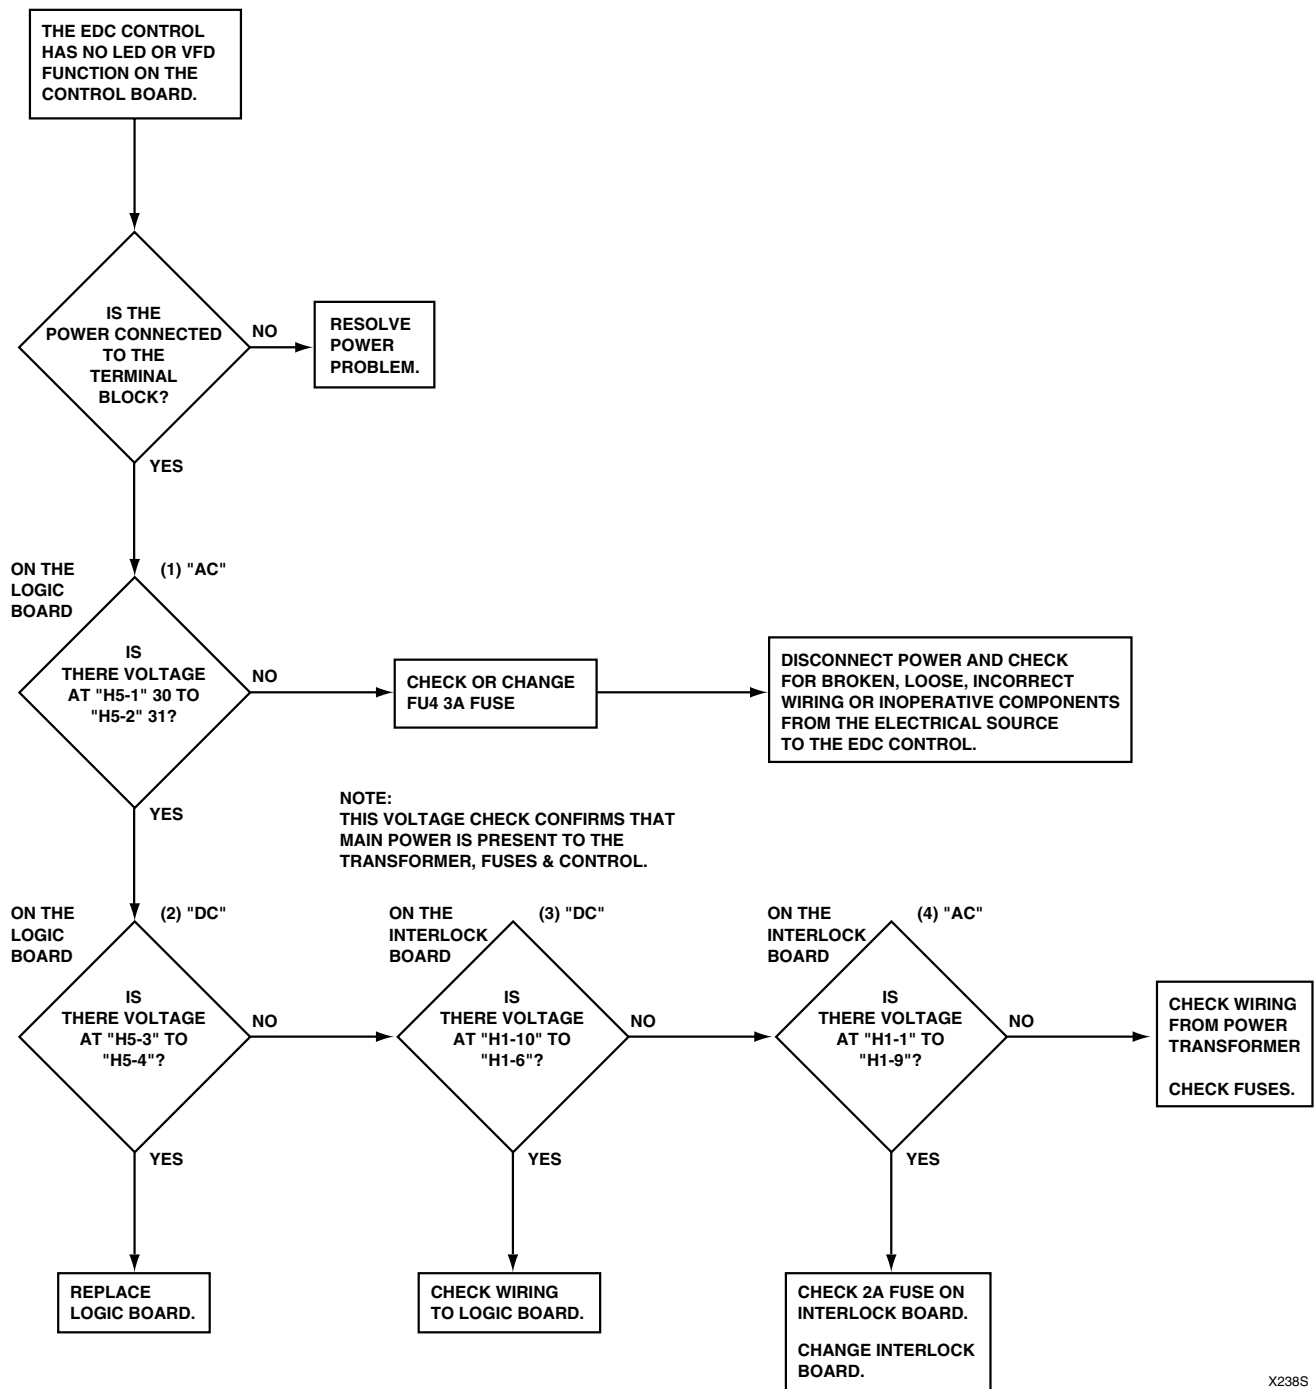 THE EDC CONTROL
HAS NO LED OR VFD
FUNCTION ON THE
CONTROL BOARD.
IS THE
POWER CONNECTED
TO THE
TERMINAL
BLOCK?
NO
RESOLVE
POWER
PROBLEM.
YES
ON THE
LOGIC
BOARD
(1) "AC"
IS
THERE VOLTAGE
AT "H5-1" 30 TO
"H5-2" 31?
NO
CHECK OR CHANGE
FU4 3A FUSE
DISCONNECT POWER AND CHECK
FOR BROKEN, LOOSE, INCORRECT
WIRING OR INOPERATIVE COMPONENTS
FROM THE ELECTRICAL SOURCE
TO THE EDC CONTROL.
YES
NOTE:
THIS VOLTAGE CHECK CONFIRMS THAT
MAIN POWER IS PRESENT TO THE
TRANSFORMER, FUSES & CONTROL.
ON THE
LOGIC
BOARD
(2) "DC"
IS
THERE VOLTAGE
AT "H5-3" TO
"H5-4"?
NO
ON THE
INTERLOCK
BOARD
(3) "DC"
IS
THERE VOLTAGE
AT "H1-10" TO
"H1-6"?
NO
ON THE
INTERLOCK
BOARD
(4) "AC"
IS
THERE VOLTAGE
AT "H1-1" TO
"H1-9"?
NO
CHECK WIRING
FROM POWER
TRANSFORMER
CHECK FUSES.
YES
YES
YES
REPLACE
LOGIC BOARD.
CHECK WIRING
TO LOGIC BOARD.
CHECK 2A FUSE ON
INTERLOCK BOARD.
CHANGE INTERLOCK
BOARD.
X238S